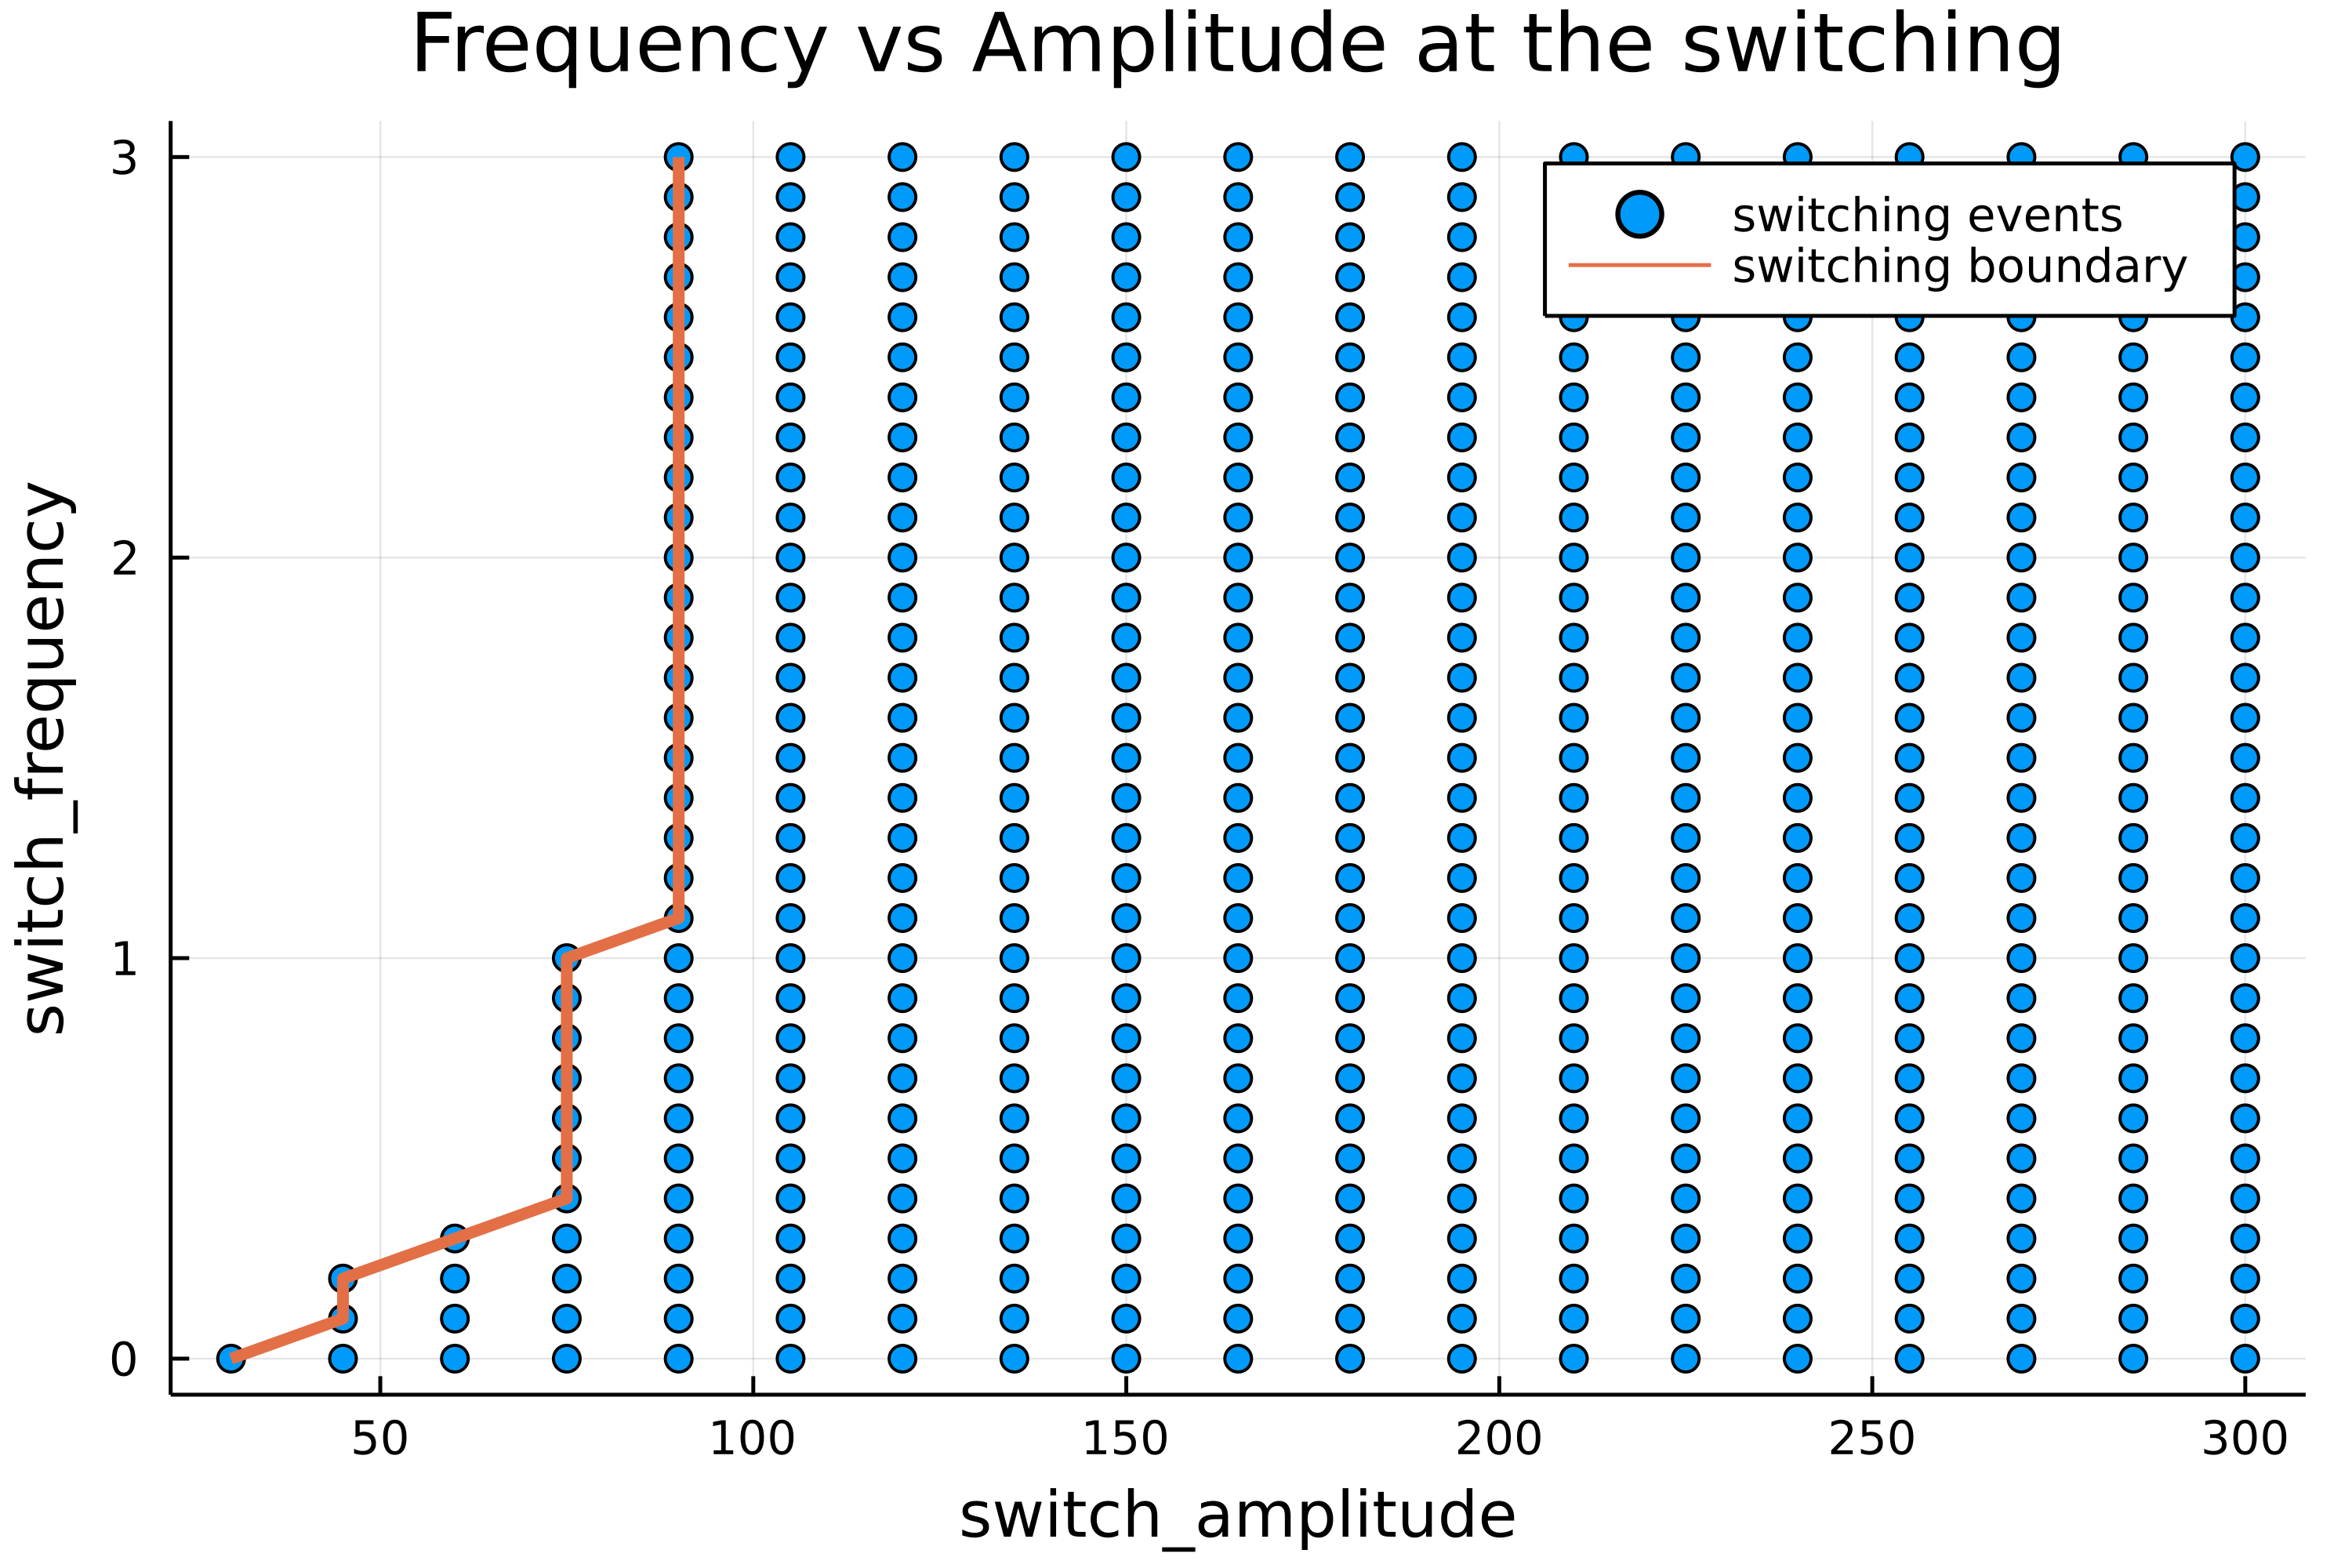 Frequency vs Amplitude at the switching
switching events
switching boundary
switch_frequency
3
2
1
0
50 100 150 200 250 300
switch_amplitude